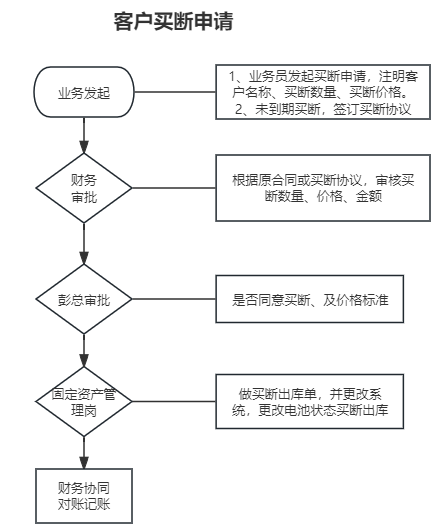 客户买断申请
业务发起
1、业务员发起买断申请，注明客
户名称、买断数量、买断价格。
2、未到期买断，签订买断协议
财务
审批
根据原合同或买断协议，审核买
断数量、价格、金额
彭总审批
是否同意买断、及价格标准
固定资产管
理岗
做买断出库单，并更改系
统，更改电池状态买断出库
财务协同
对账记账